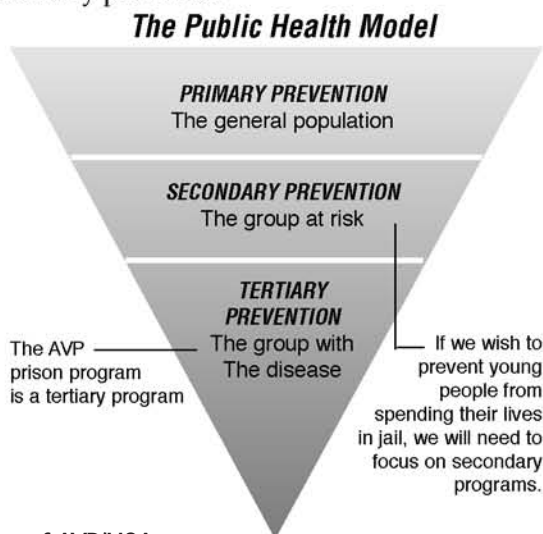 The Public Health Model
PRIMARY PREVENTION
The general population
SECONDARY PREVENTION
The group at risk
TERTIARY
PREVENTION
The group with
The disease
The AVP
prison program
is a tertiary program
If we wish to
prevent young
people from
spending their lives
in jail, we will need to
focus on secondary
programs.